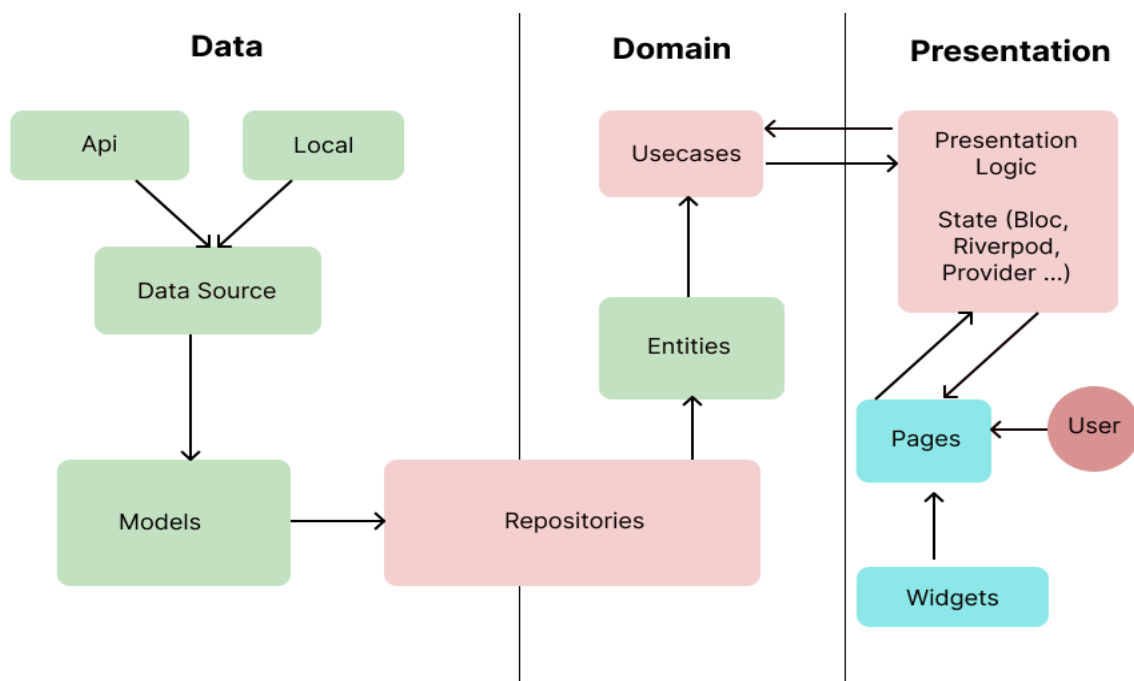 Data
Domain
Presentation
Api
Local
Usecases
Presentation
Logic
State (Bloc,
Riverpod,
Provider ...)
Data Source
Entities
Pages
User
Models
Repositories
Widgets